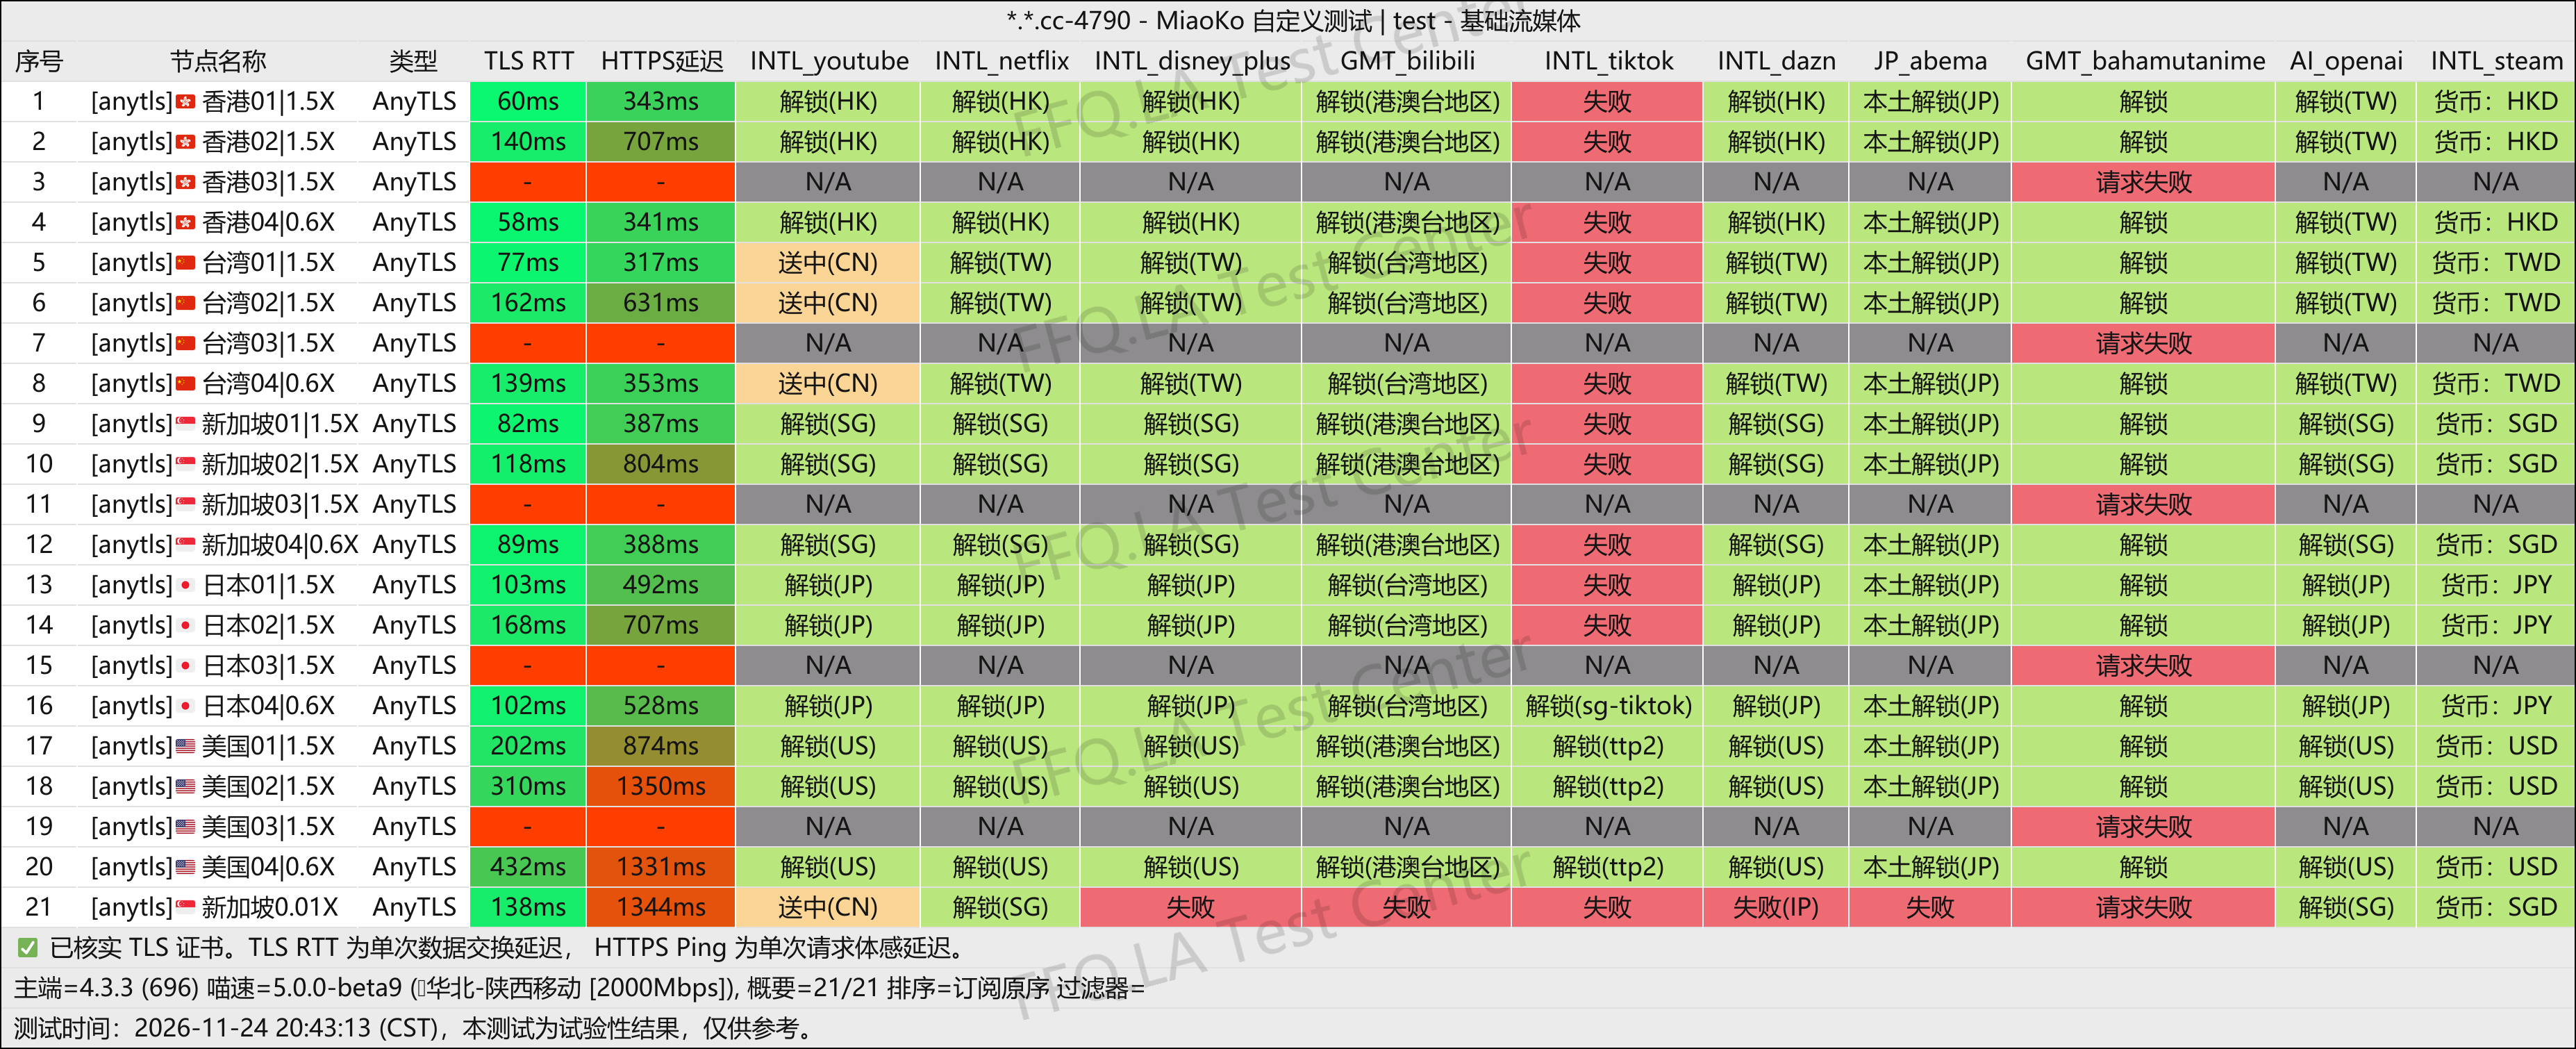 *.*.cc-4790 - MiaoKo 自定义测试 | test - 基础流媒体
序号 节点名称 类型 TLS RTT HTTPS延迟 INTL_youtube INTL_netflix INTL_disney_plus GMT_bilibili INTL_tiktok INTL_dazn JP_abema GMT_bahamutanime AI_openai INTL_steam
1 [anytls]🇭🇰 香港01|1.5X AnyTLS 60ms 343ms 解锁(HK) 解锁(HK) 解锁(HK) 解锁(港澳台地区) 失败 解锁(HK) 本土解锁(JP) 解锁 解锁(TW) 货币：HKD
2 [anytls]🇭🇰 香港02|1.5X AnyTLS 140ms 707ms 解锁(HK) 解锁(HK) 解锁(HK) 解锁(港澳台地区) 失败 解锁(HK) 本土解锁(JP) 解锁 解锁(TW) 货币：HKD
3 [anytls]🇭🇰 香港03|1.5X AnyTLS - - N/A N/A N/A N/A N/A N/A N/A 请求失败 N/A N/A
4 [anytls]🇭🇰 香港04|0.6X AnyTLS 58ms 341ms 解锁(HK) 解锁(HK) 解锁(HK) 解锁(港澳台地区) 失败 解锁(HK) 本土解锁(JP) 解锁 解锁(TW) 货币：HKD
5 [anytls]🇨🇳 台湾01|1.5X AnyTLS 77ms 317ms 送中(CN) 解锁(TW) 解锁(TW) 解锁(台湾地区) 失败 解锁(TW) 本土解锁(JP) 解锁 解锁(TW) 货币：TWD
6 [anytls]🇨🇳 台湾02|1.5X AnyTLS 162ms 631ms 送中(CN) 解锁(TW) 解锁(TW) 解锁(台湾地区) 失败 解锁(TW) 本土解锁(JP) 解锁 解锁(TW) 货币：TWD
7 [anytls]🇨🇳 台湾03|1.5X AnyTLS - - N/A N/A N/A N/A N/A N/A N/A 请求失败 N/A N/A
8 [anytls]🇨🇳 台湾04|0.6X AnyTLS 139ms 353ms 送中(CN) 解锁(TW) 解锁(TW) 解锁(台湾地区) 失败 解锁(TW) 本土解锁(JP) 解锁 解锁(TW) 货币：TWD
9 [anytls]🇸🇬 新加坡01|1.5X AnyTLS 82ms 387ms 解锁(SG) 解锁(SG) 解锁(SG) 解锁(港澳台地区) 失败 解锁(SG) 本土解锁(JP) 解锁 解锁(SG) 货币：SGD
10 [anytls]🇸🇬 新加坡02|1.5X AnyTLS 118ms 804ms 解锁(SG) 解锁(SG) 解锁(SG) 解锁(港澳台地区) 失败 解锁(SG) 本土解锁(JP) 解锁 解锁(SG) 货币：SGD
11 [anytls]🇸🇬 新加坡03|1.5X AnyTLS - - N/A N/A N/A N/A N/A N/A N/A 请求失败 N/A N/A
12 [anytls]🇸🇬 新加坡04|0.6X AnyTLS 89ms 388ms 解锁(SG) 解锁(SG) 解锁(SG) 解锁(港澳台地区) 失败 解锁(SG) 本土解锁(JP) 解锁 解锁(SG) 货币：SGD
13 [anytls]🇯🇵 日本01|1.5X AnyTLS 103ms 492ms 解锁(JP) 解锁(JP) 解锁(JP) 解锁(台湾地区) 失败 解锁(JP) 本土解锁(JP) 解锁 解锁(JP) 货币：JPY
14 [anytls]🇯🇵 日本02|1.5X AnyTLS 168ms 707ms 解锁(JP) 解锁(JP) 解锁(JP) 解锁(台湾地区) 失败 解锁(JP) 本土解锁(JP) 解锁 解锁(JP) 货币：JPY
15 [anytls]🇯🇵 日本03|1.5X AnyTLS - - N/A N/A N/A N/A N/A N/A N/A 请求失败 N/A N/A
16 [anytls]🇯🇵 日本04|0.6X AnyTLS 102ms 528ms 解锁(JP) 解锁(JP) 解锁(JP) 解锁(台湾地区) 解锁(sg-tiktok) 解锁(JP) 本土解锁(JP) 解锁 解锁(JP) 货币：JPY
17 [anytls]🇺🇸 美国01|1.5X AnyTLS 202ms 874ms 解锁(US) 解锁(US) 解锁(US) 解锁(港澳台地区) 解锁(ttp2) 解锁(US) 本土解锁(JP) 解锁 解锁(US) 货币：USD
18 [anytls]🇺🇸 美国02|1.5X AnyTLS 310ms 1350ms 解锁(US) 解锁(US) 解锁(US) 解锁(港澳台地区) 解锁(ttp2) 解锁(US) 本土解锁(JP) 解锁 解锁(US) 货币：USD
19 [anytls]🇺🇸 美国03|1.5X AnyTLS - - N/A N/A N/A N/A N/A N/A N/A 请求失败 N/A N/A
20 [anytls]🇺🇸 美国04|0.6X AnyTLS 432ms 1331ms 解锁(US) 解锁(US) 解锁(US) 解锁(港澳台地区) 解锁(ttp2) 解锁(US) 本土解锁(JP) 解锁 解锁(US) 货币：USD
21 [anytls]🇸🇬 新加坡0.01X AnyTLS 138ms 1344ms 送中(CN) 解锁(SG) 失败 失败 失败 失败(IP) 失败 请求失败 解锁(SG) 货币：SGD
✅ 已核实 TLS 证书。TLS RTT 为单次数据交换延迟， HTTPS Ping 为单次请求体感延迟。
主端=4.3.3 (696) 喵速=5.0.0-beta9 (华北-陕西移动 [2000Mbps]), 概要=21/21 排序=订阅原序 过滤器=
测试时间：2026-11-24 20:43:13 (CST)，本测试为试验性结果，仅供参考。
FFQ.LA Test Center
FFQ.LA Test Center
FFQ.LA Test Center
FFQ.LA Test Center
FFQ.LA Test Center